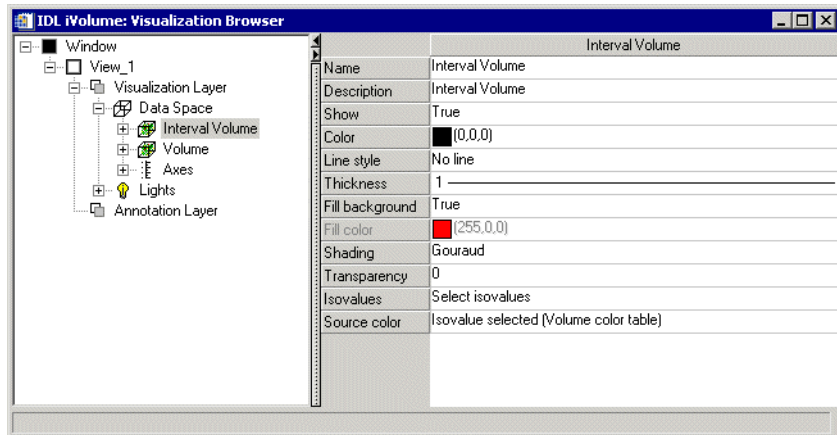 IDL iVolume: Visualization Browser
Window
View_1
Visualization Layer
Data Space
Interval Volume
Volume
Axes
Lights
Annotation Layer
Interval Volume
Name Interval Volume
Description Interval Volume
Show True
Color (0,0,0)
Line style No line
Thickness 1
Fill background True
Fill color (255,0,0)
Shading Gouraud
Transparency 0
Isovalues Select isovalues
Source color Isovalue selected (Volume color table)